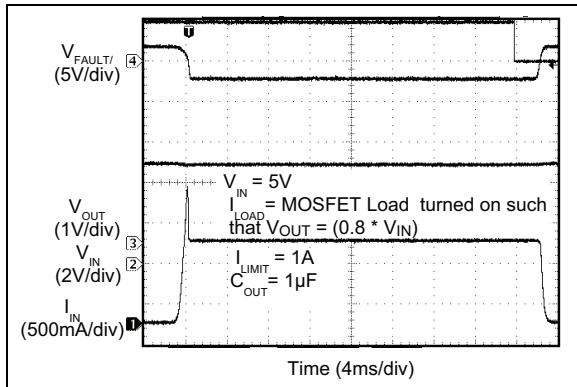 T
V_FAULT/
(5V/div)
4
V_IN = 5V
I_LOAD = MOSFET Load turned on such
that VOUT = (0.8 * V_IN)
I_LIMIT = 1A
C_OUT = 1µF
V_OUT
(1V/div)
3
V_IN
(2V/div)
2
I_IN
(500mA/div)
1
Time (4ms/div)